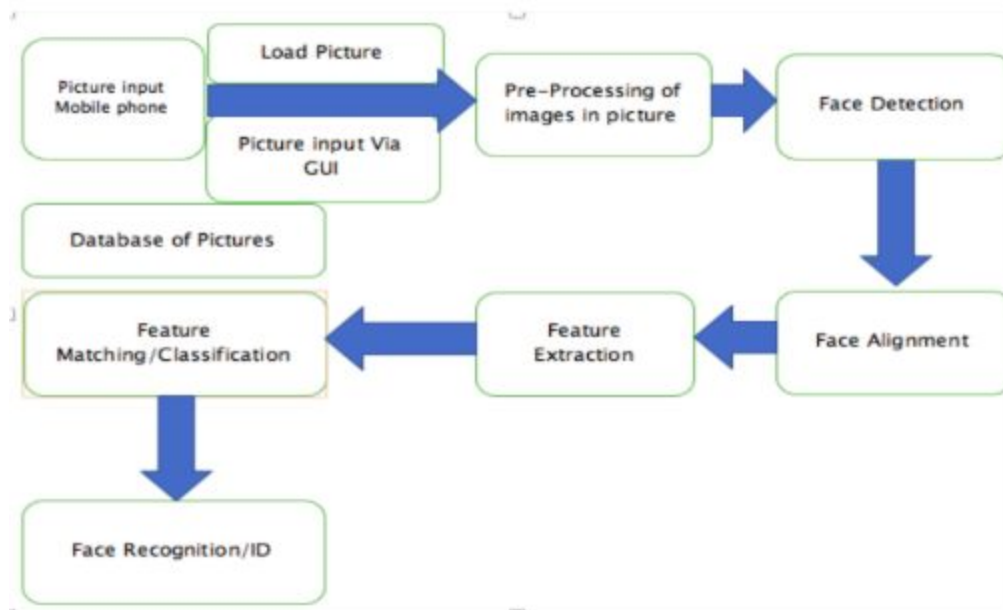 Picture input
Mobile phone
Load Picture
Picture input Via
GUI
Pre-Processing of
images in picture
Face Detection
Database of Pictures
Feature
Matching/Classification
Feature
Extraction
Face Alignment
Face Recognition/ID